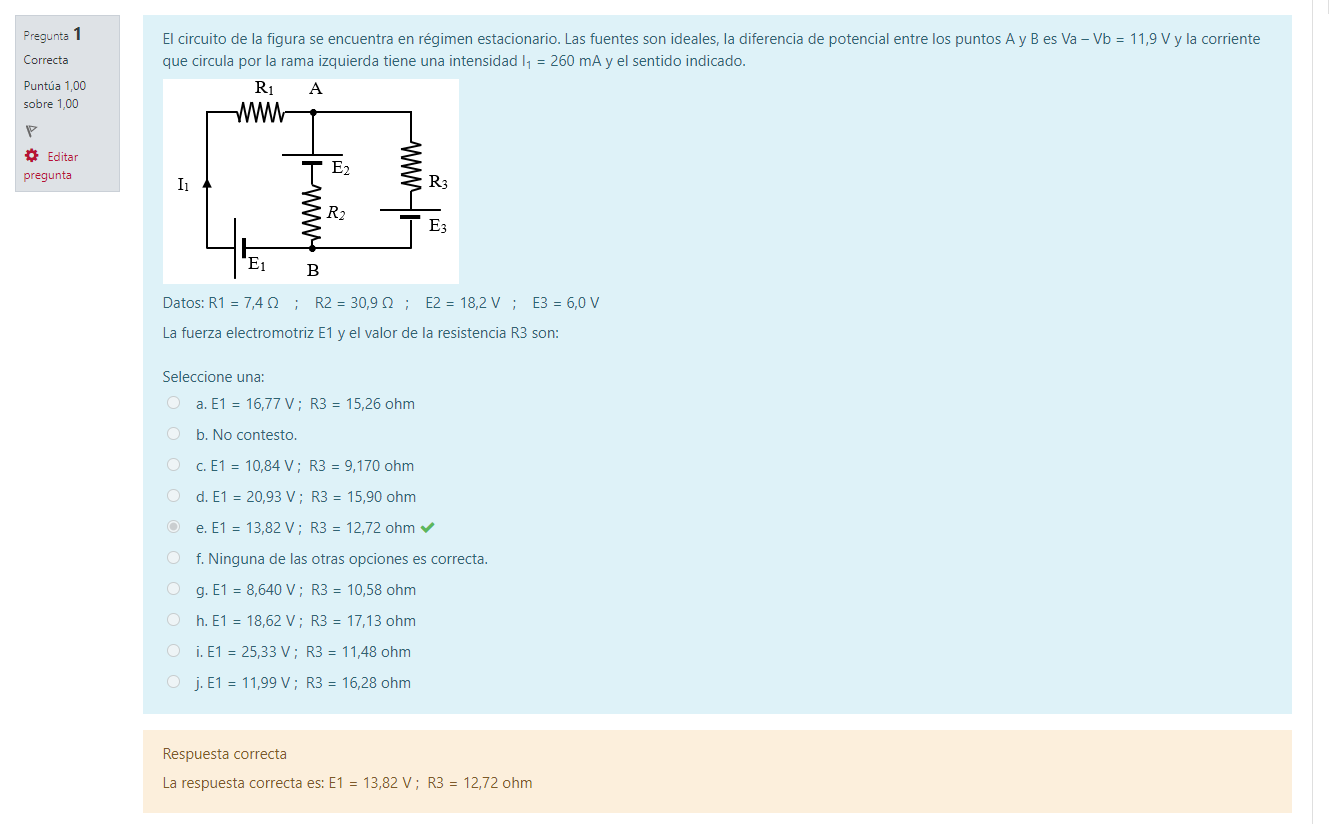 Pregunta 1
Correcta
Puntúa 1,00
sobre 1,00
Editar
pregunta
El circuito de la figura se encuentra en régimen estacionario. Las fuentes son ideales, la diferencia de potencial entre los puntos A y B es Va – Vb = 11,9 V y la corriente
que circula por la rama izquierda tiene una intensidad I₁ = 260 mA y el sentido indicado.
R1 A
E2
I1 R3
R2
E3
E1
B
Datos: R1 = 7,4 Ω ; R2 = 30,9 Ω ; E2 = 18,2 V ; E3 = 6,0 V
La fuerza electromotriz E1 y el valor de la resistencia R3 son:
Seleccione una:
a. E1 = 16,77 V ; R3 = 15,26 ohm
b. No contesto.
c. E1 = 10,84 V ; R3 = 9,170 ohm
d. E1 = 20,93 V ; R3 = 15,90 ohm
e. E1 = 13,82 V ; R3 = 12,72 ohm
f. Ninguna de las otras opciones es correcta.
g. E1 = 8,640 V ; R3 = 10,58 ohm
h. E1 = 18,62 V ; R3 = 17,13 ohm
i. E1 = 25,33 V ; R3 = 11,48 ohm
j. E1 = 11,99 V ; R3 = 16,28 ohm
Respuesta correcta
La respuesta correcta es: E1 = 13,82 V ; R3 = 12,72 ohm